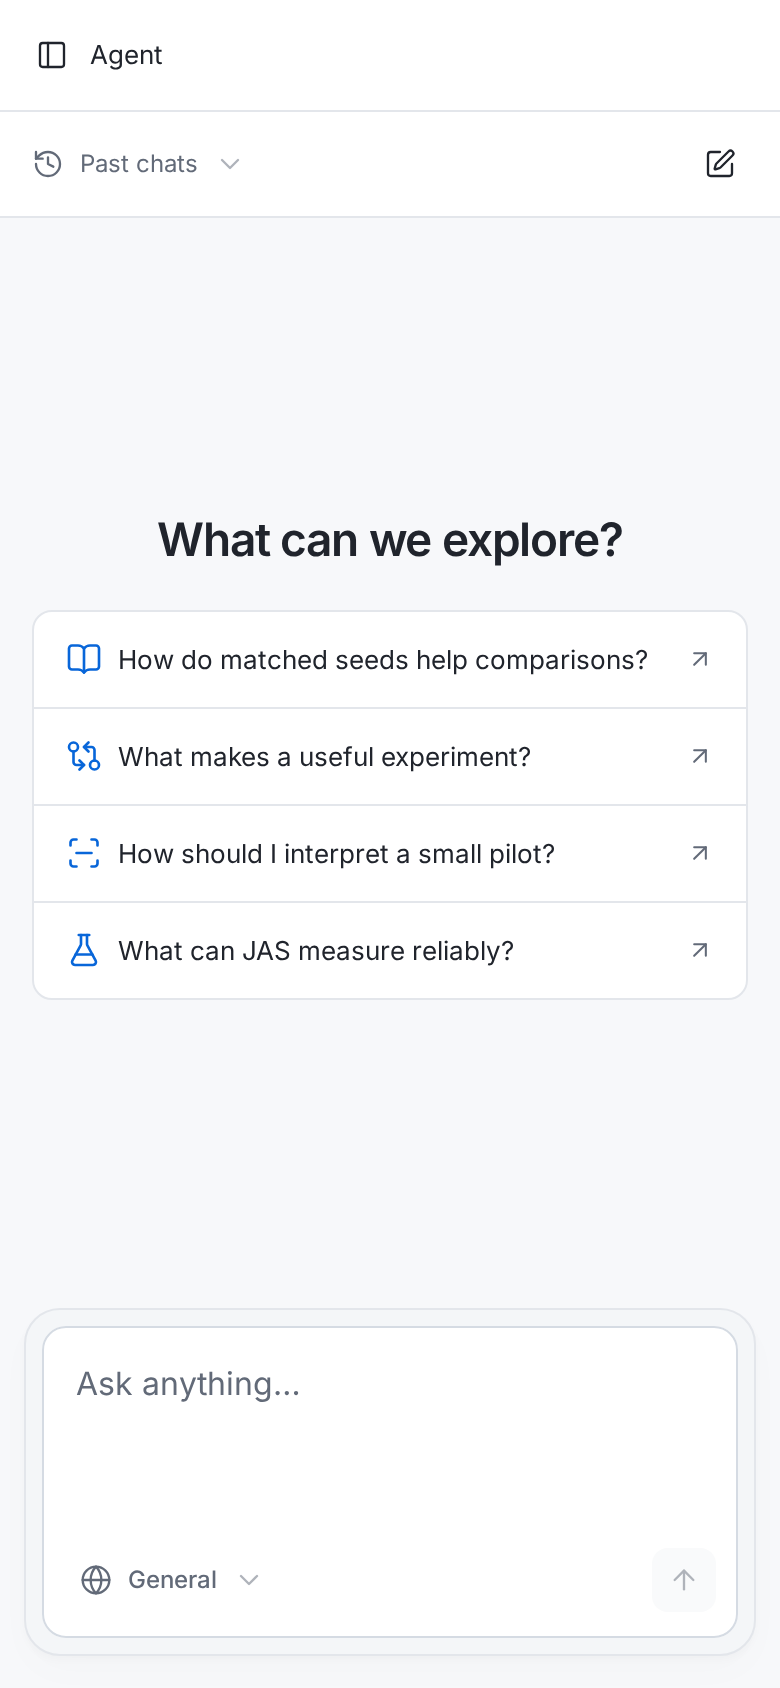 Agent
Past chats
What can we explore?
How do matched seeds help comparisons?
What makes a useful experiment?
How should I interpret a small pilot?
What can JAS measure reliably?
Ask anything...
General